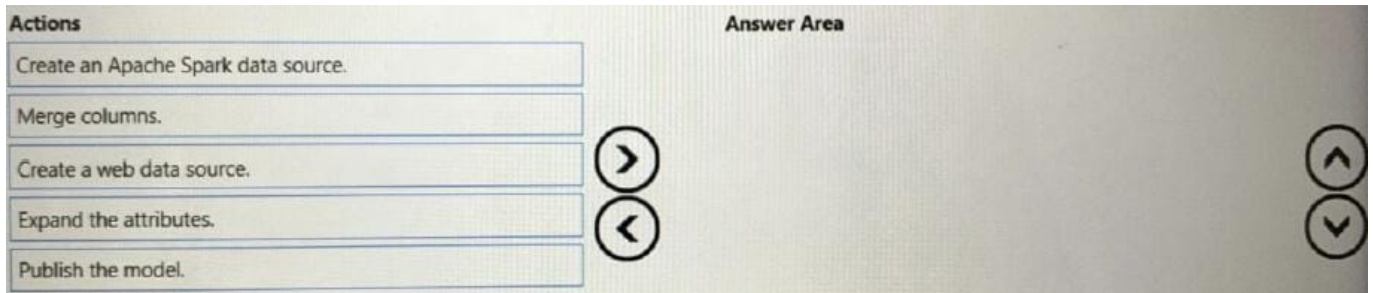 Actions
Answer Area
Create an Apache Spark data source.
Merge columns.
Create a web data source.
Expand the attributes.
Publish the model.